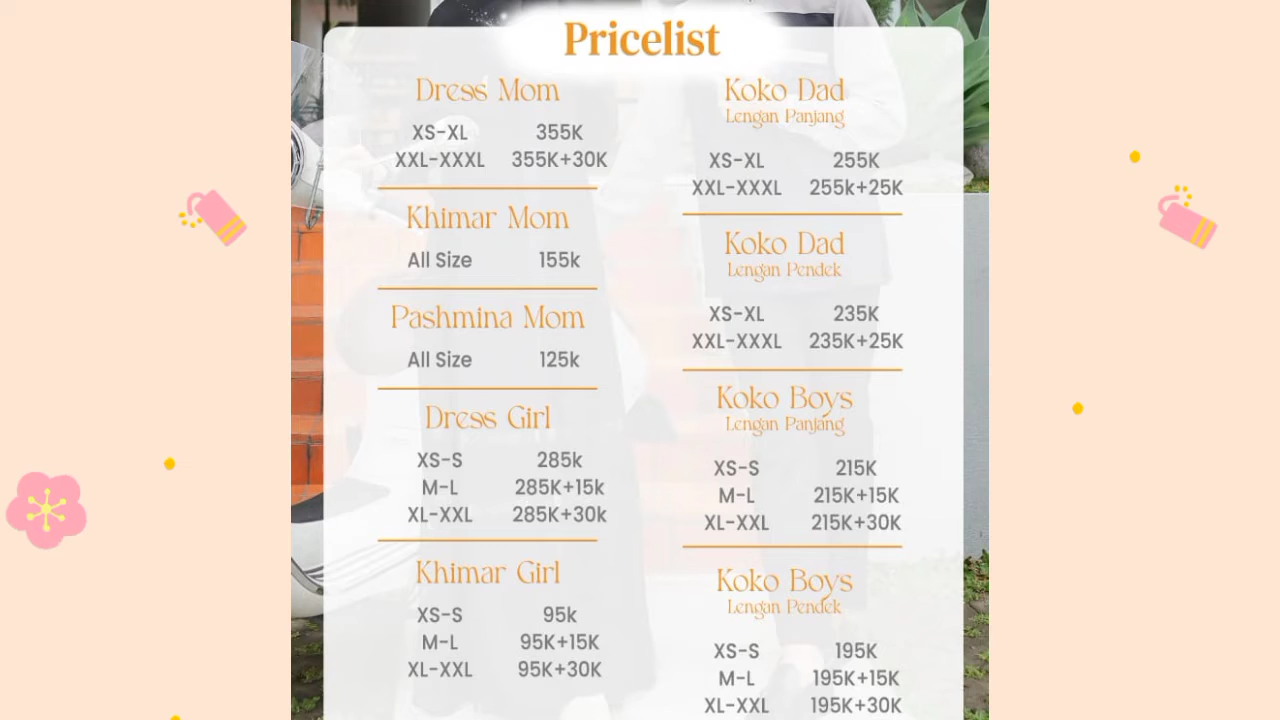 Pricelist
Dress Mom
XS-XL 355K
XXL-XXXL 355K+30K
Khimar Mom
All Size 155k
Pashmina Mom
All Size 125k
Dress Girl
XS-S 285k
M-L 285K+15k
XL-XXL 285K+30k
Khimar Girl
XS-S 95k
M-L 95K+15K
XL-XXL 95K+30K
Koko Dad
Lengan Panjang
XS-XL 255K
XXL-XXXL 255k+25K
Koko Dad
Lengan Pendek
XS-XL 235K
XXL-XXXL 235K+25K
Koko Boys
Lengan Panjang
XS-S 215K
M-L 215K+15K
XL-XXL 215K+30K
Koko Boys
Lengan Pendek
XS-S 195K
M-L 195K+15K
XL-XXL 195K+30K